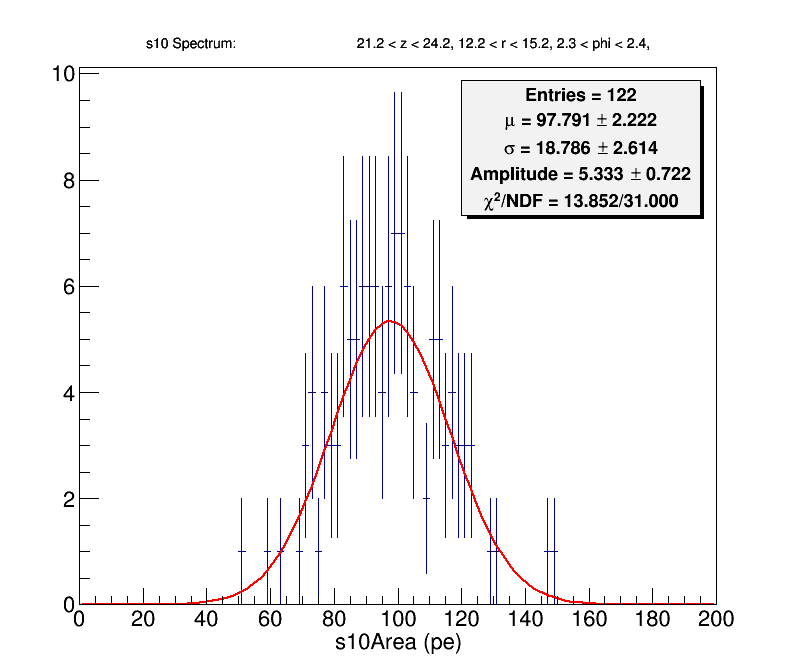 s10 Spectrum: 21.2 < z < 24.2, 12.2 < r < 15.2, 2.3 < phi < 2.4,
Entries = 122
μ = 97.791 ± 2.222
σ = 18.786 ± 2.614
Amplitude = 5.333 ± 0.722
χ²/NDF = 13.852/31.000
10
8
6
4
2
0
0 20 40 60 80 100 120 140 160 180 200
s10Area (pe)